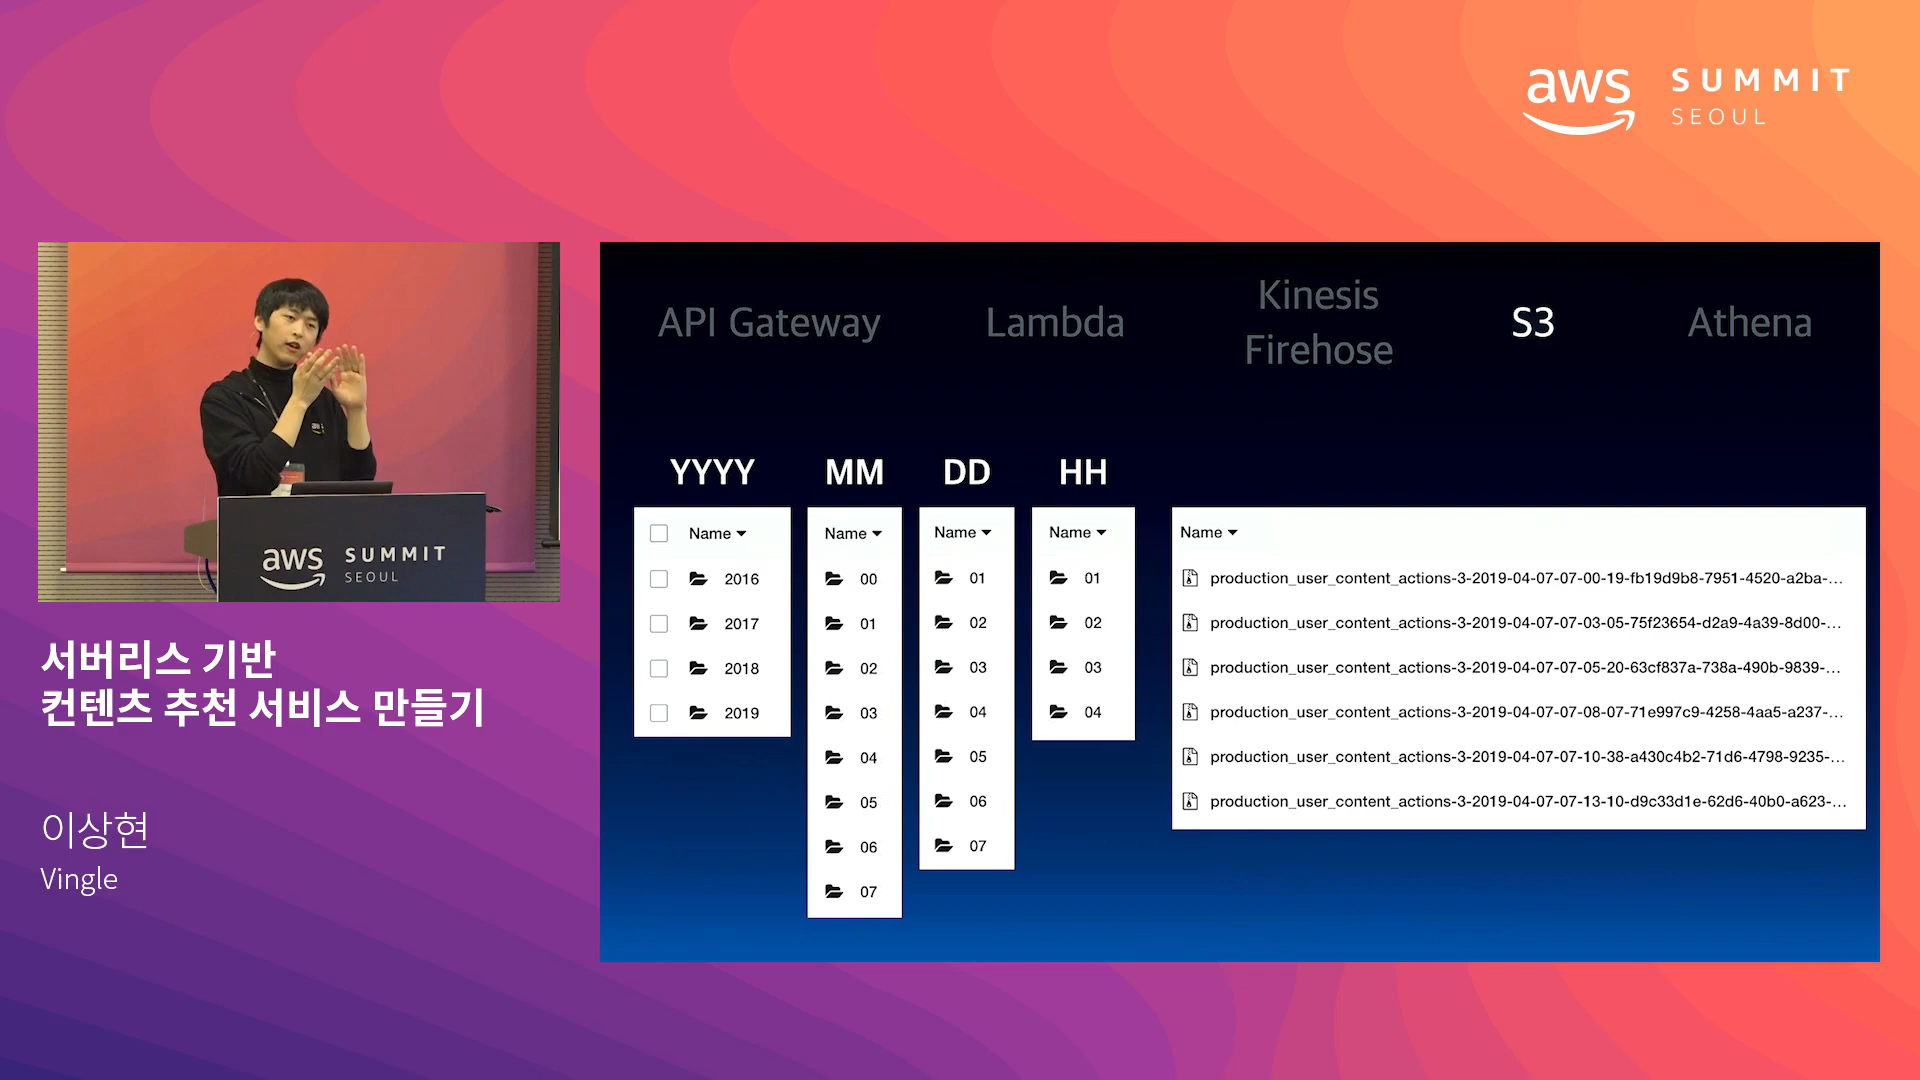 aws SUMMIT
SEOUL
API Gateway
Lambda
Kinesis
Firehose
S3
Athena
YYYY
MM
DD
HH
Name
2016
2017
2018
2019
Name
00
01
02
03
04
05
06
07
Name
01
02
03
04
05
06
07
Name
01
02
03
04
Name
production_user_content_actions-3-2019-04-07-07-00-19-fb19d9b8-7951-4520-a2ba-...
production_user_content_actions-3-2019-04-07-07-03-05-75f23654-d2a9-4a39-8d00-...
production_user_content_actions-3-2019-04-07-07-05-20-63cf837a-738a-490b-9839-...
production_user_content_actions-3-2019-04-07-07-08-07-71e997c9-4258-4aa5-a237-...
production_user_content_actions-3-2019-04-07-07-10-38-a430c4b2-71d6-4798-9235-...
production_user_content_actions-3-2019-04-07-07-13-10-d9c33d1e-62d6-40b0-a623-...
aws SUMMIT
SEOUL
서버리스 기반
컨텐츠 추천 서비스 만들기
이상현
Vingle